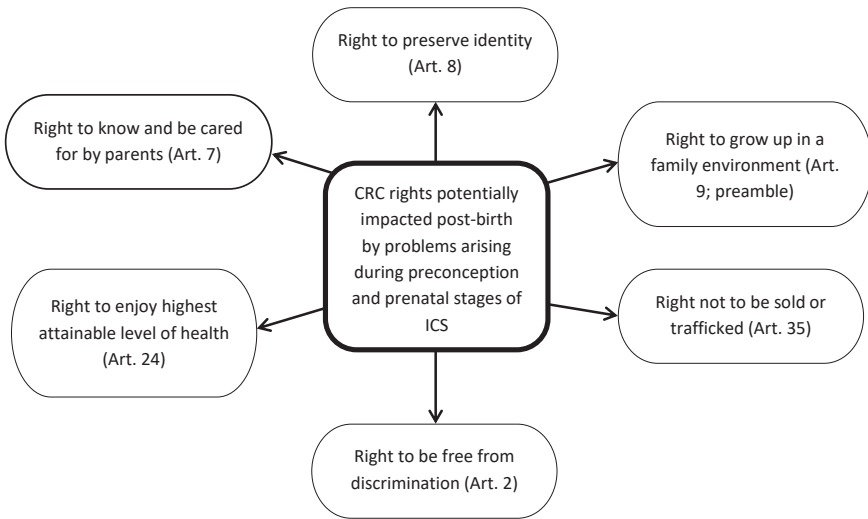 Right to preserve identity
(Art. 8)
Right to know and be cared
for by parents (Art. 7)
Right to grow up in a
family environment (Art.
9; preamble)
CRC rights potentially
impacted post-birth
by problems arising
during preconception
and prenatal stages of
ICS
Right to enjoy highest
attainable level of health
(Art. 24)
Right not to be sold or
trafficked (Art. 35)
Right to be free from
discrimination (Art. 2)